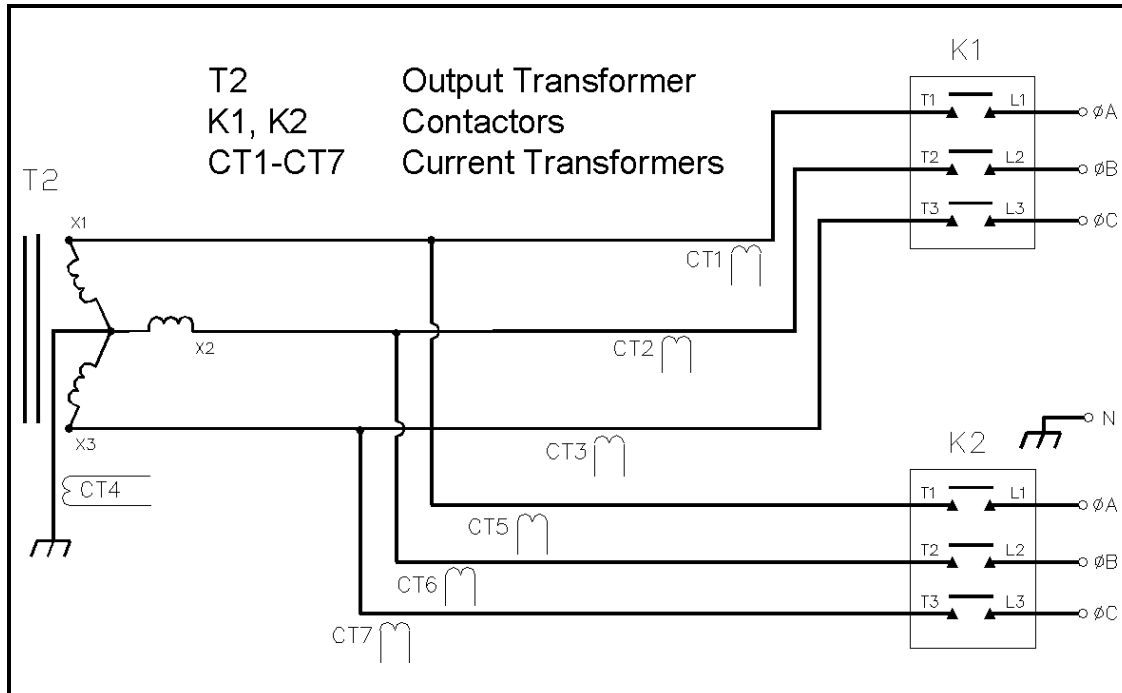 K1
T2 Output Transformer
K1, K2 Contactors
CT1-CT7 Current Transformers
T1 L1 øA
T2 L2 øB
T3 L3 øC
T2
X1
CT1
X2
CT2
X3
CT3
N
K2
CT4
T1 L1 øA
CT5
T2 L2 øB
CT6
T3 L3 øC
CT7